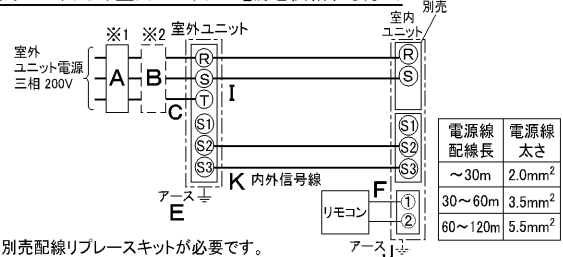 別売
※1 ※2 室外ユニット
室内
ユニット
室外
ユニット電源
三相 200V
A
B
C
R
S
T
I
R
S
S1
S2
S3
S1
S2
S3
K 内外信号線
アース
E
F
リモコン
①
②
アース
J
電源線
配線長
電源線
太さ
～30m 2.0mm²
30～60m 3.5mm²
60～120m 5.5mm²
別売配線リプレースキットが必要です。